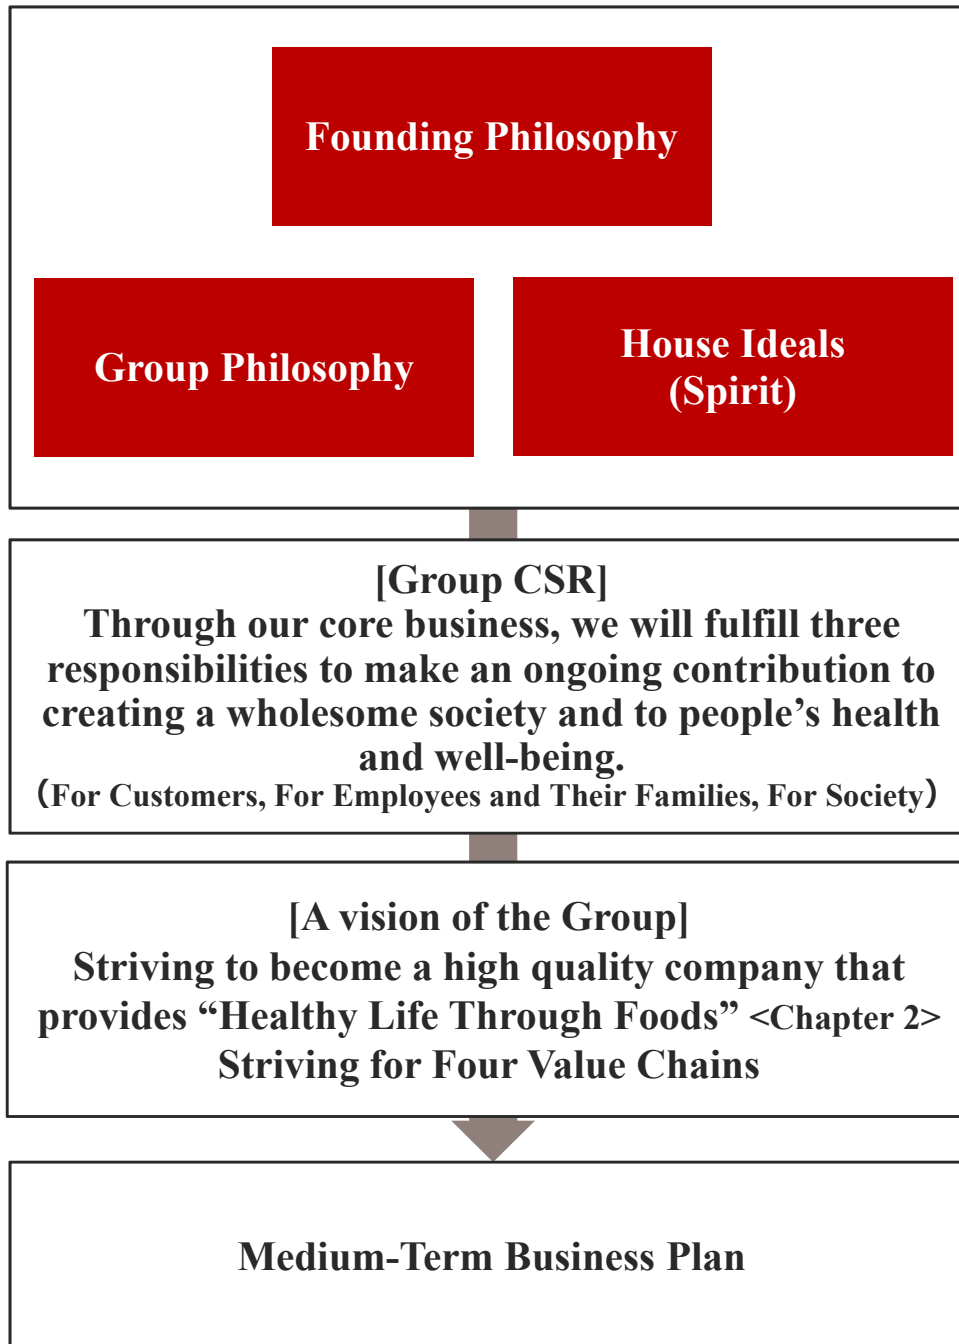 Founding Philosophy
Group Philosophy
House Ideals
(Spirit)
[Group CSR]
Through our core business, we will fulfill three
responsibilities to make an ongoing contribution to
creating a wholesome society and to people’s health
and well-being.
（For Customers, For Employees and Their Families, For Society）
[A vision of the Group]
Striving to become a high quality company that
provides “Healthy Life Through Foods” <Chapter 2>
Striving for Four Value Chains
Medium-Term Business Plan